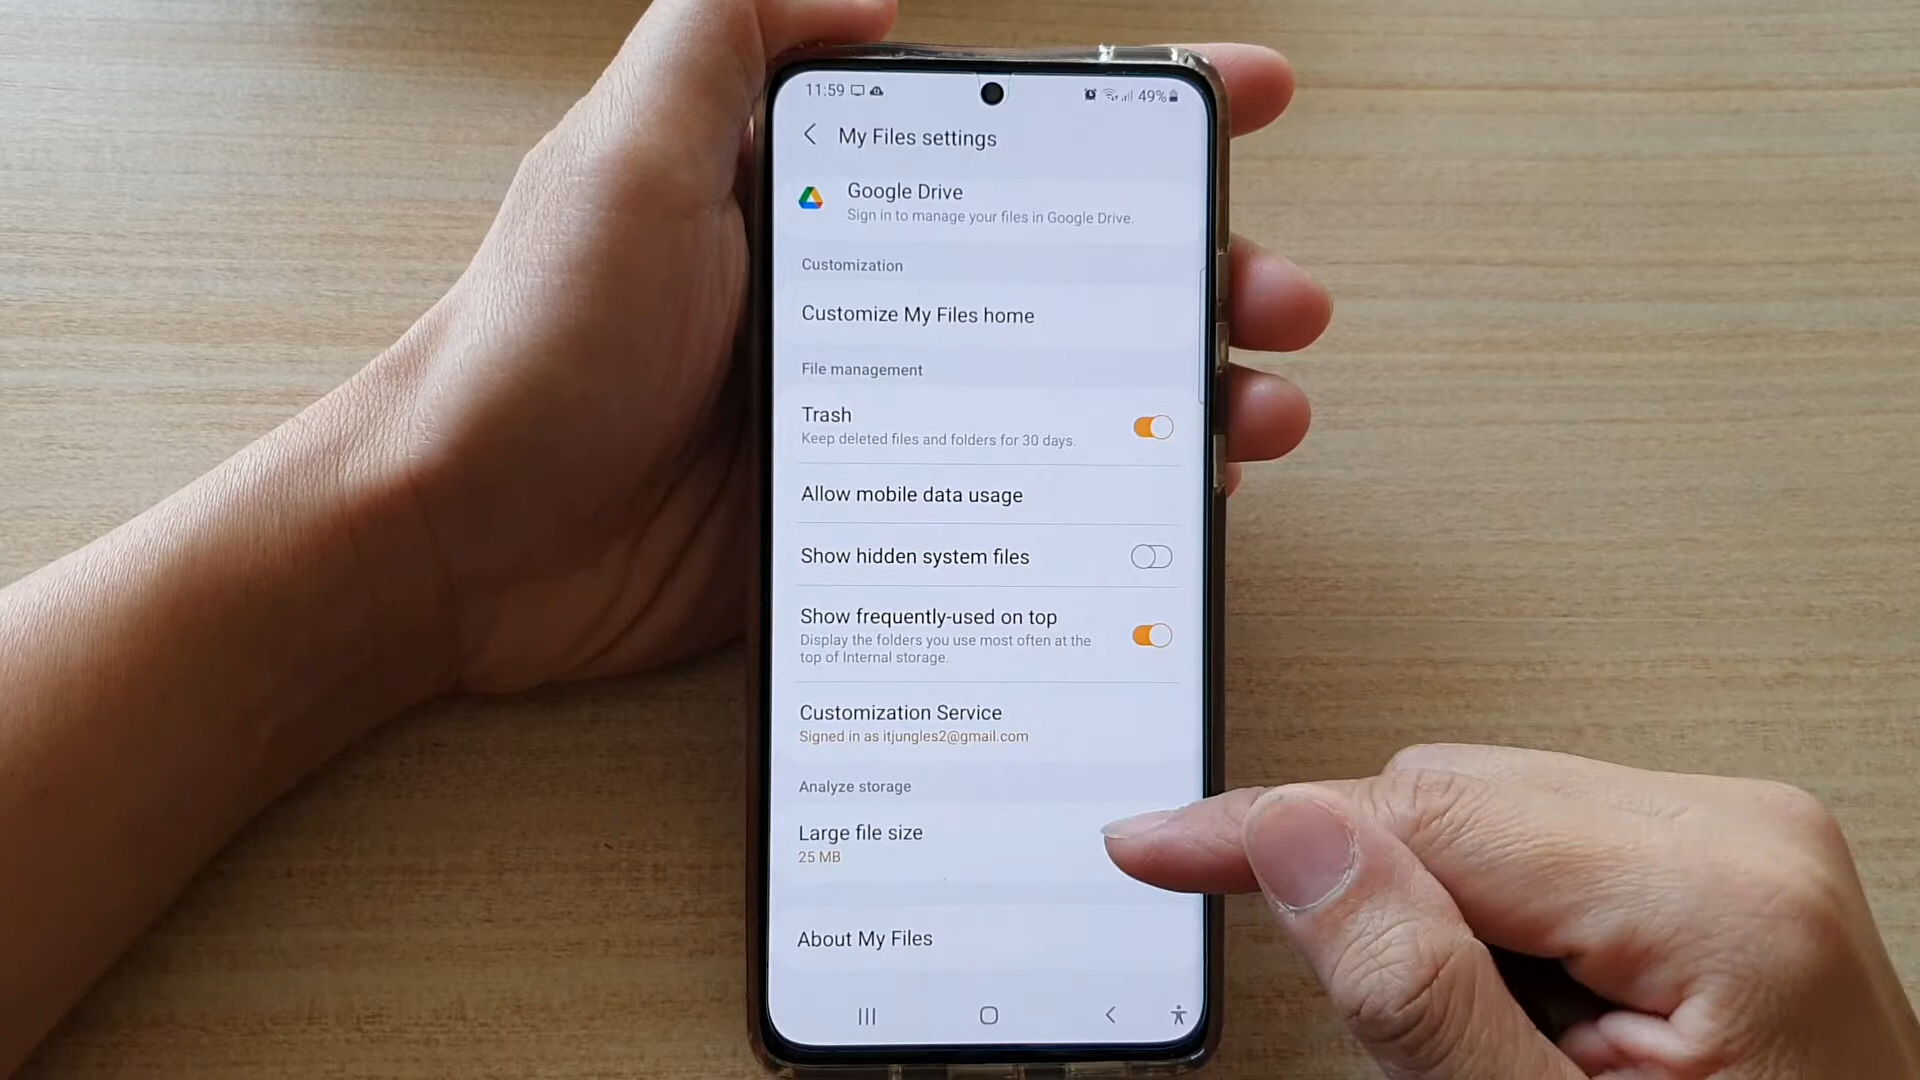 11:59
49%
My Files settings
Google Drive
Sign in to manage your files in Google Drive.
Customization
Customize My Files home
File management
Trash
Keep deleted files and folders for 30 days.
Allow mobile data usage
Show hidden system files
Show frequently-used on top
Display the folders you use most often at the
top of Internal storage.
Customization Service
Signed in as itjungles2@gmail.com
Analyze storage
Large file size
25 MB
About My Files